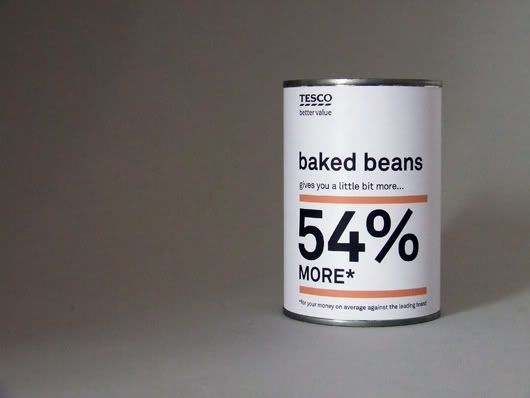 TESCO
better value
baked beans
gives you a little bit more...
54%
MORE*
*for your money on average against the leading brand